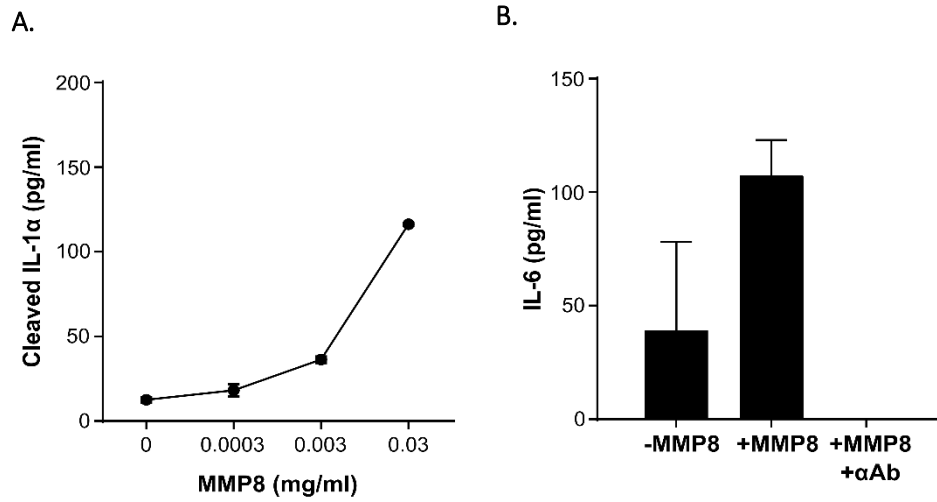 A.
200
150
100
50
0
Cleaved IL-1α (pg/ml)
0 0.0003 0.003 0.03
MMP8 (mg/ml)
B.
150
100
50
0
IL-6 (pg/ml)
-MMP8 +MMP8 +MMP8
+αAb